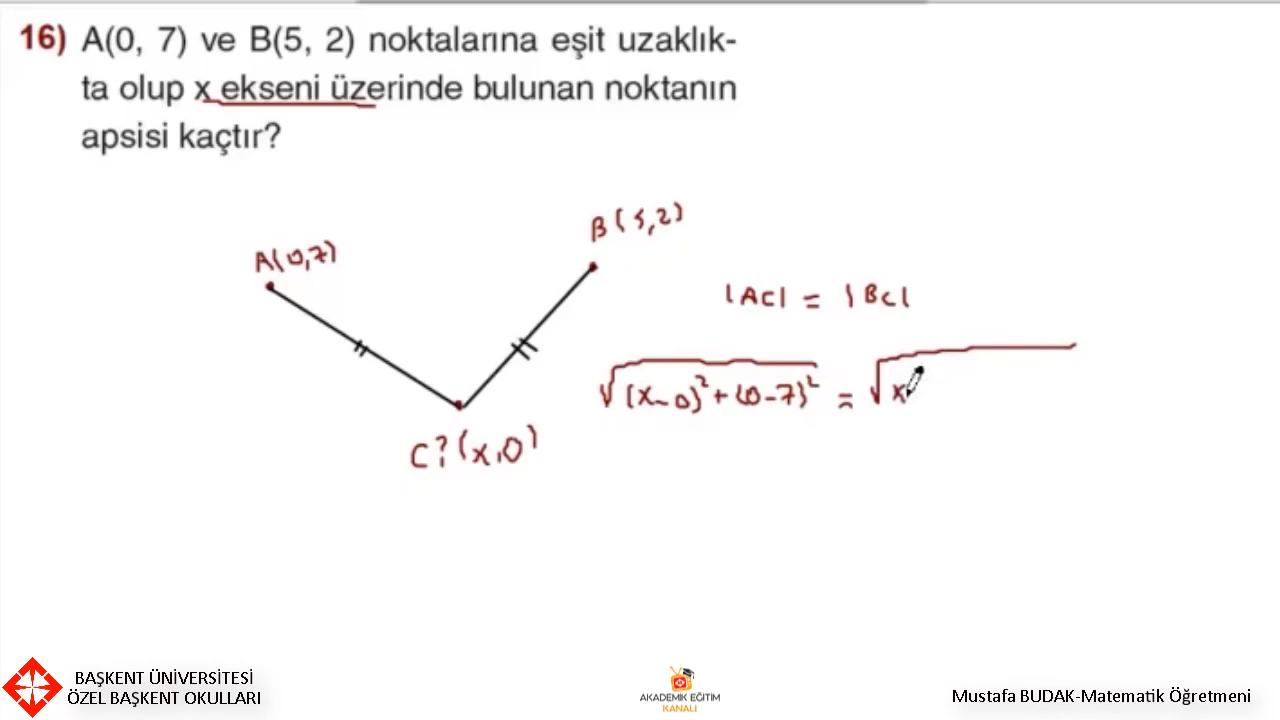 16) A(0, 7) ve B(5, 2) noktalarına eşit uzaklık-
ta olup x ekseni üzerinde bulunan noktanın
apsisi kaçtır?
A(0,7)
B(5,2)
|AC| = |BC|
√(x-0)²+(0-7)² = √x
C?(x,0)
BAŞKENT ÜNİVERSİTESİ
ÖZEL BAŞKENT OKULLARI
AKADEMİK EĞİTİM
KANALI
Mustafa BUDAK-Matematik Öğretmeni